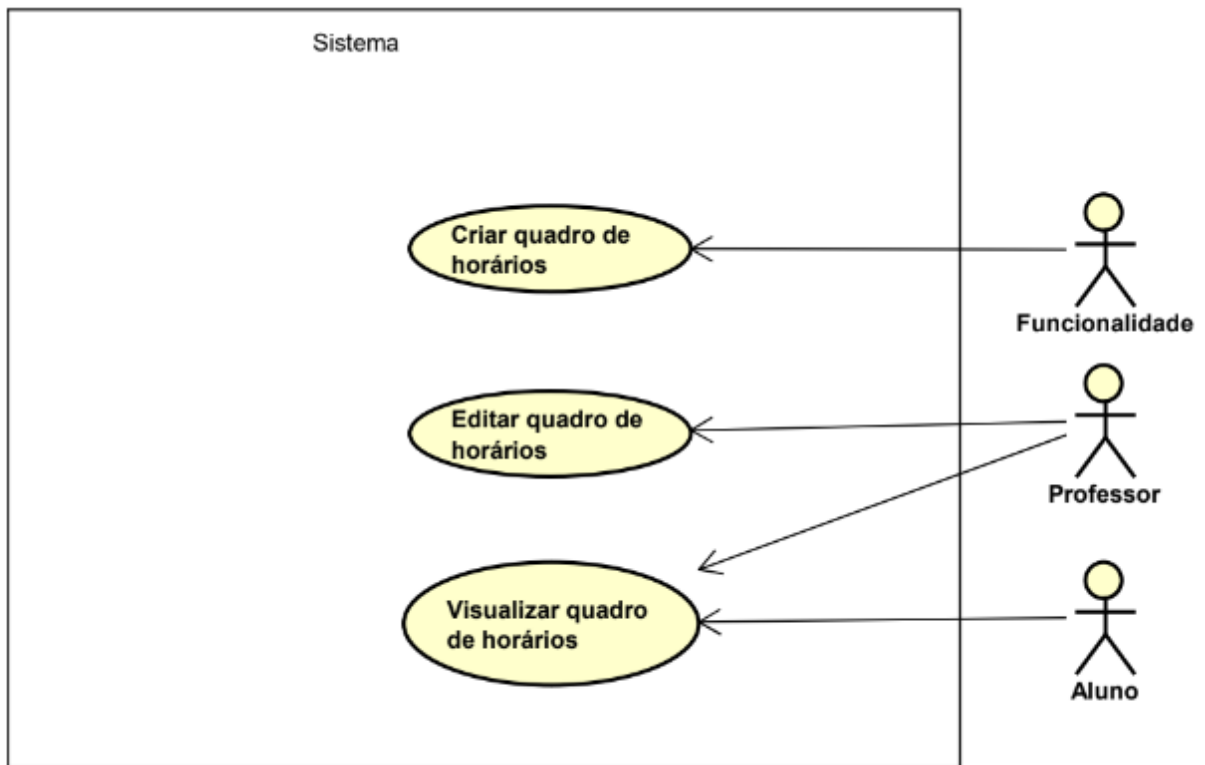 Sistema
Criar quadro de
horários
Funcionalidade
Editar quadro de
horários
Professor
Visualizar quadro
de horários
Aluno